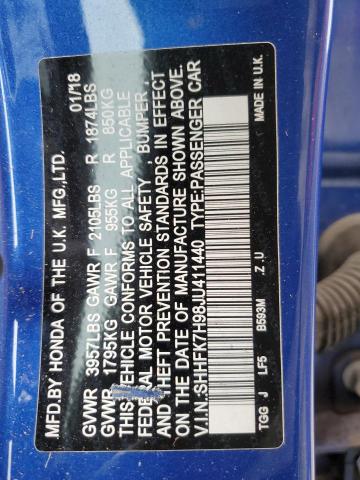 MFD.BY HONDA OF THE U.K. MFG.,LTD. 01/18
GVWR 3957LBS GAWR F 2105LBS R 1874LBS
GVWR 1795KG GAWR F 955KG R 850KG
THIS VEHICLE CONFORMS TO ALL APPLICABLE
FEDERAL MOTOR VEHICLE SAFETY , BUMPER ,
AND THEFT PREVENTION STANDARDS IN EFFECT
ON THE DATE OF MANUFACTURE SHOWN ABOVE.
V.I.N.:SHHFK7H98JU411440 TYPE:PASSENGER CAR
TGG J LF5 B593M .Z,U MADE IN U.K.